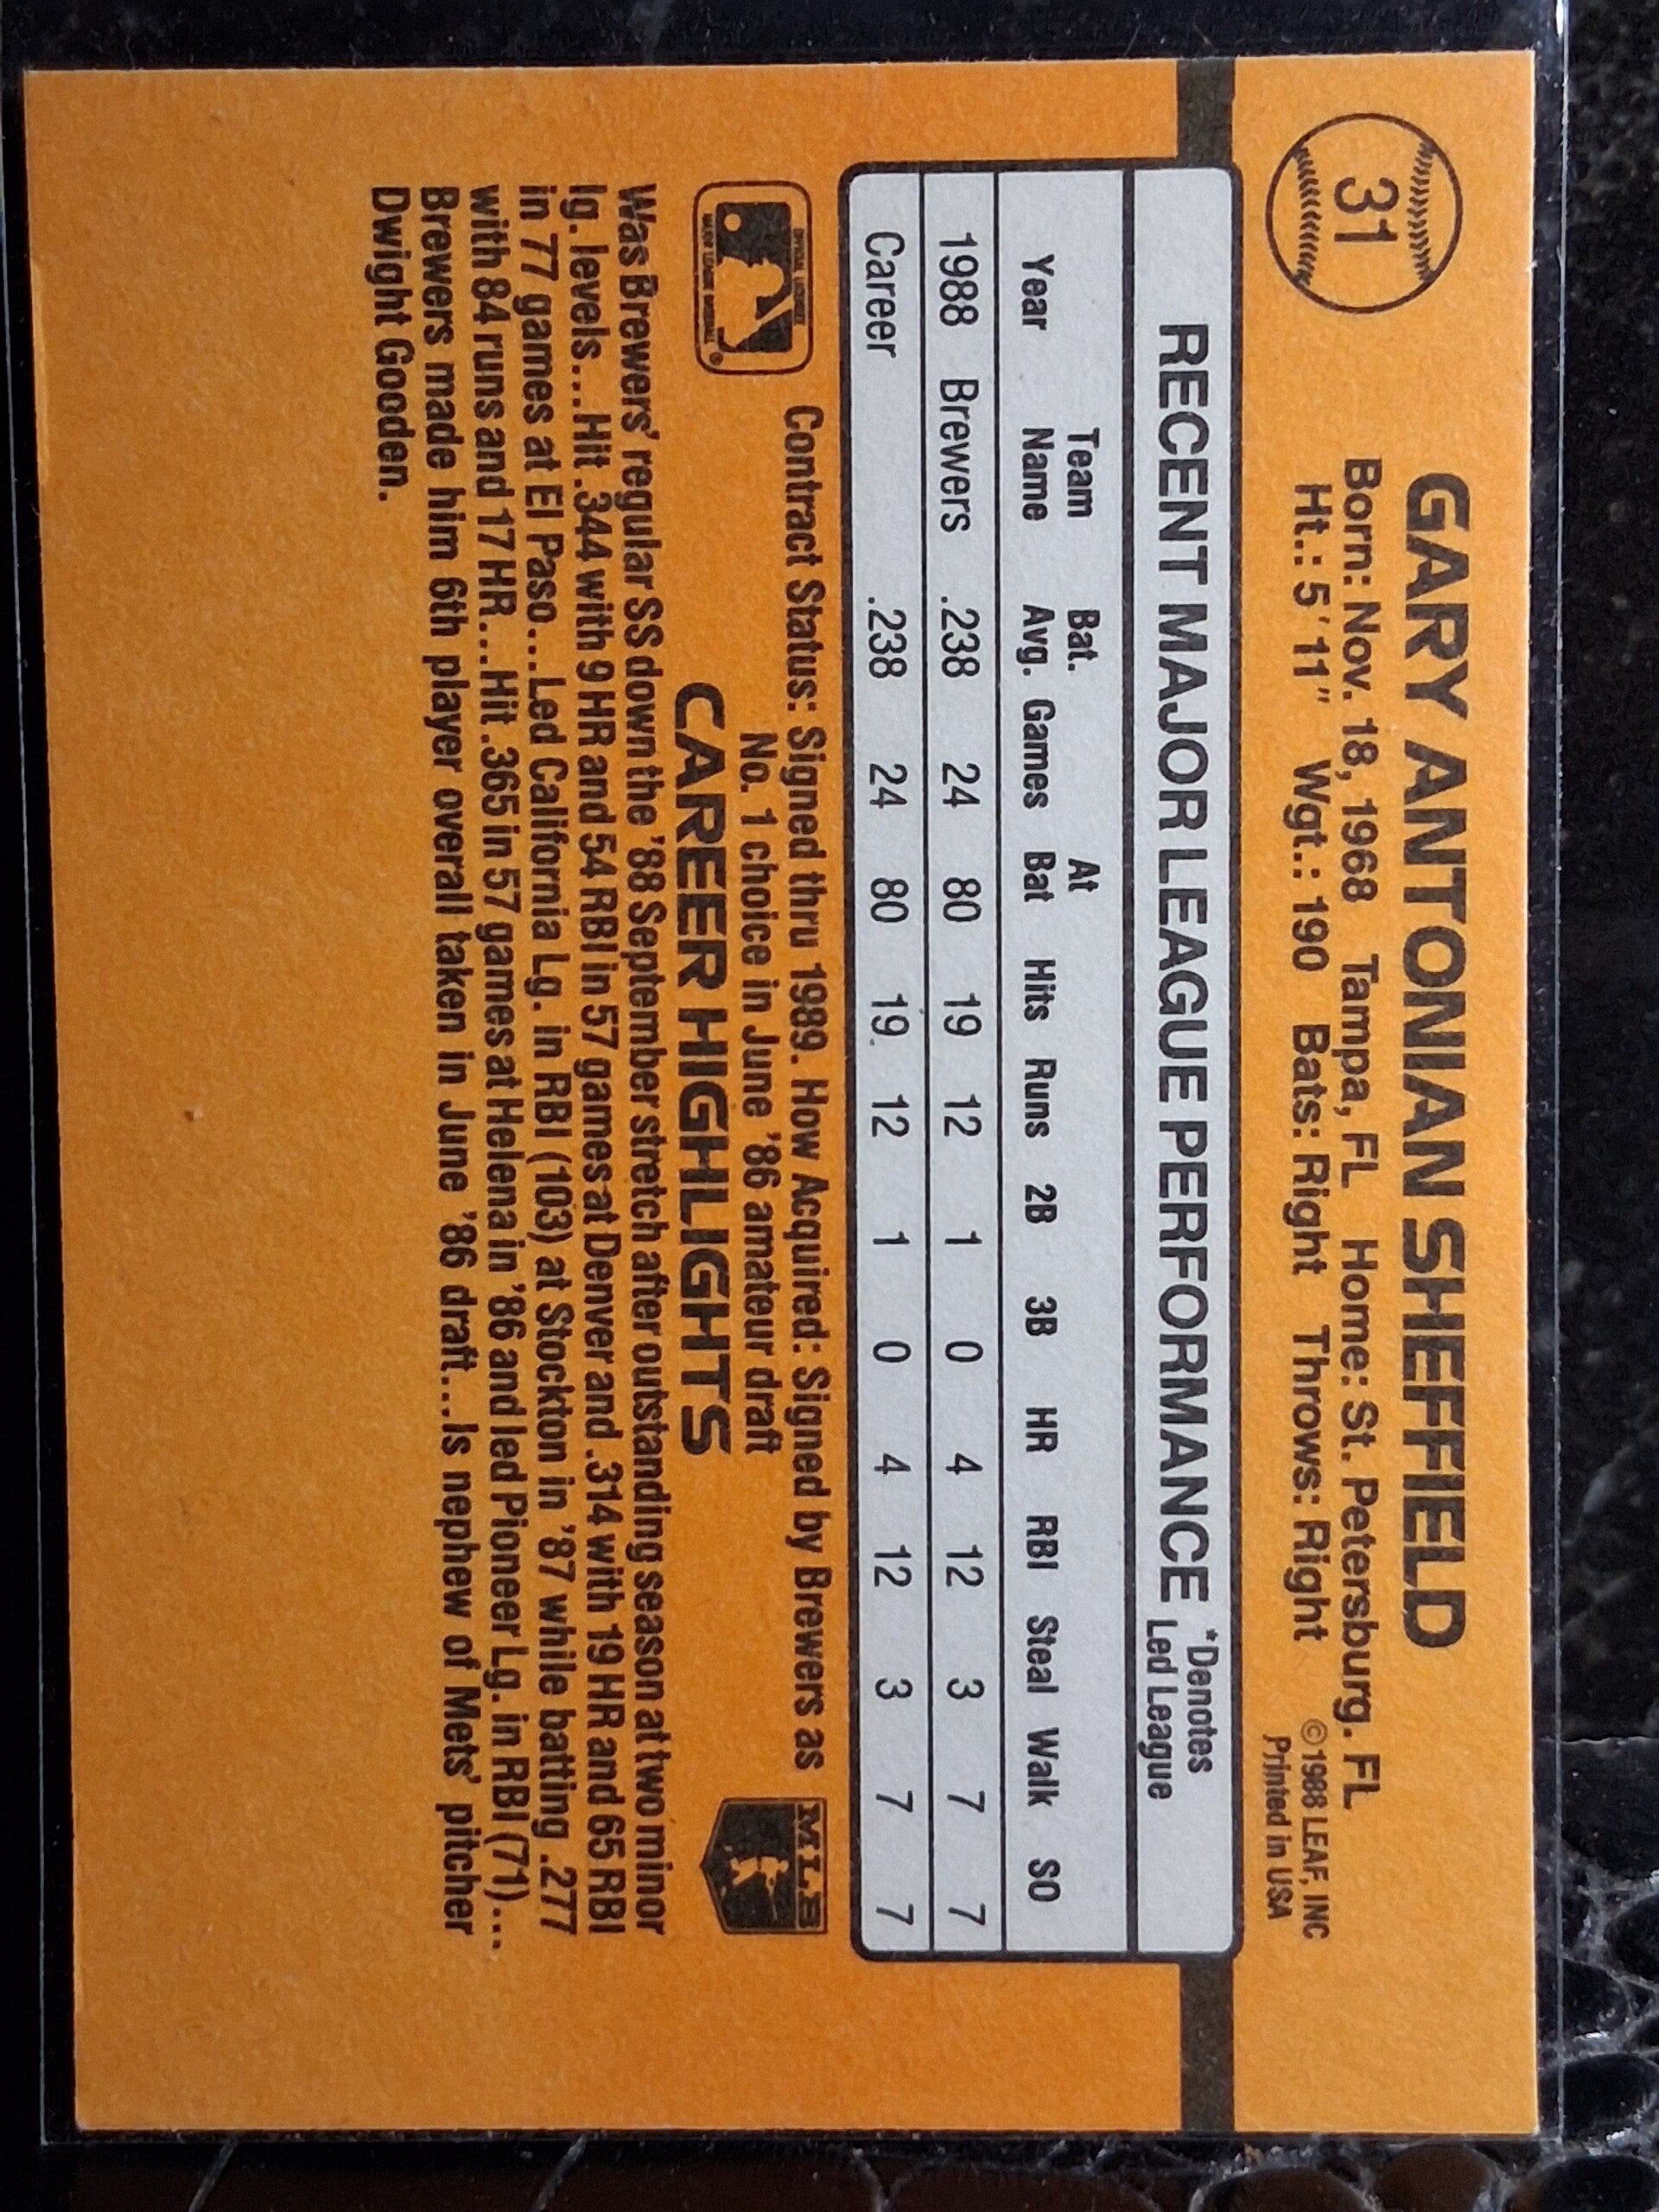 31
GARY ANTONIAN SHEFFIELD
Born: Nov. 18, 1968 Tampa, FL Home: St. Petersburg. FL
Ht.: 5'11" Wgt.: 190 Bats: Right Throws: Right
©1988 LEAF, INC
Printed in USA
RECENT MAJOR LEAGUE PERFORMANCE *Denotes
Led League
Team Bat. At
Year Name Avg. Games Bat Hits Runs 2B 3B HR RBI Steal Walk SO
1988 Brewers .238 24 80 19 12 1 0 4 12 3 7 7
Career .238 24 80 19. 12 1 0 4 12 3 7 7
OFFICIAL LICENSEE
MAJOR LEAGUE BASEBALL
®
Contract Status: Signed thru 1989. How Acquired: Signed by Brewers as
No. 1 choice in June '86 amateur draft
MLB
CAREER HIGHLIGHTS
Was Brewers' regular SS down the '88 September stretch after outstanding season at two minor
lg. levels...Hit .344 with 9 HR and 54 RBI in 57 games at Denver and .314 with 19 HR and 65 RBI
in 77 games at El Paso...Led California Lg. in RBI (103) at Stockton in '87 while batting .277
with 84 runs and 17 HR...Hit .365 in 57 games at Helena in '86 and led Pioneer Lg. in RBI (71)...
Brewers made him 6th player overall taken in June '86 draft...Is nephew of Mets' pitcher
Dwight Gooden.